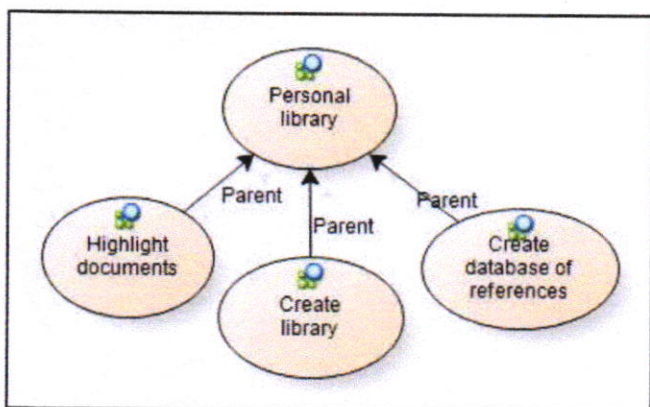 Personal
library
Parent
Parent
Parent
Highlight
documents
Create
library
Create
database of
references